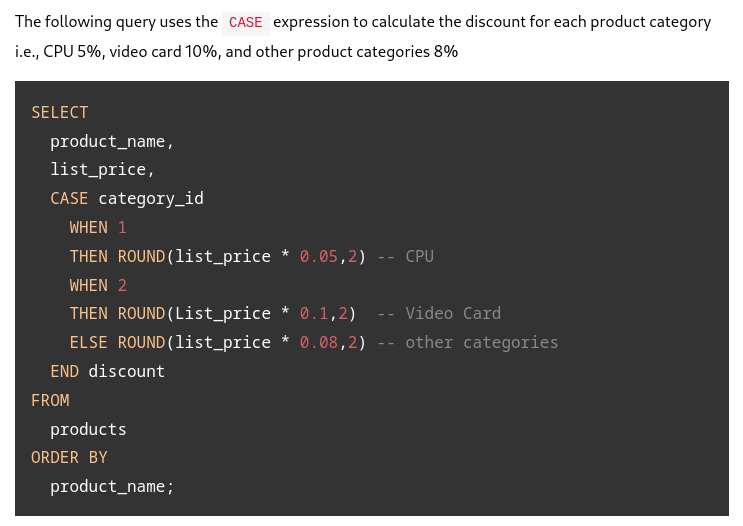 The following query uses the CASE expression to calculate the discount for each product category
i.e., CPU 5%, video card 10%, and other product categories 8%
SELECT
  product_name,
  list_price,
  CASE category_id
    WHEN 1
    THEN ROUND(list_price * 0.05,2) -- CPU
    WHEN 2
    THEN ROUND(List_price * 0.1,2)  -- Video Card
    ELSE ROUND(list_price * 0.08,2) -- other categories
  END discount
FROM
  products
ORDER BY
  product_name;